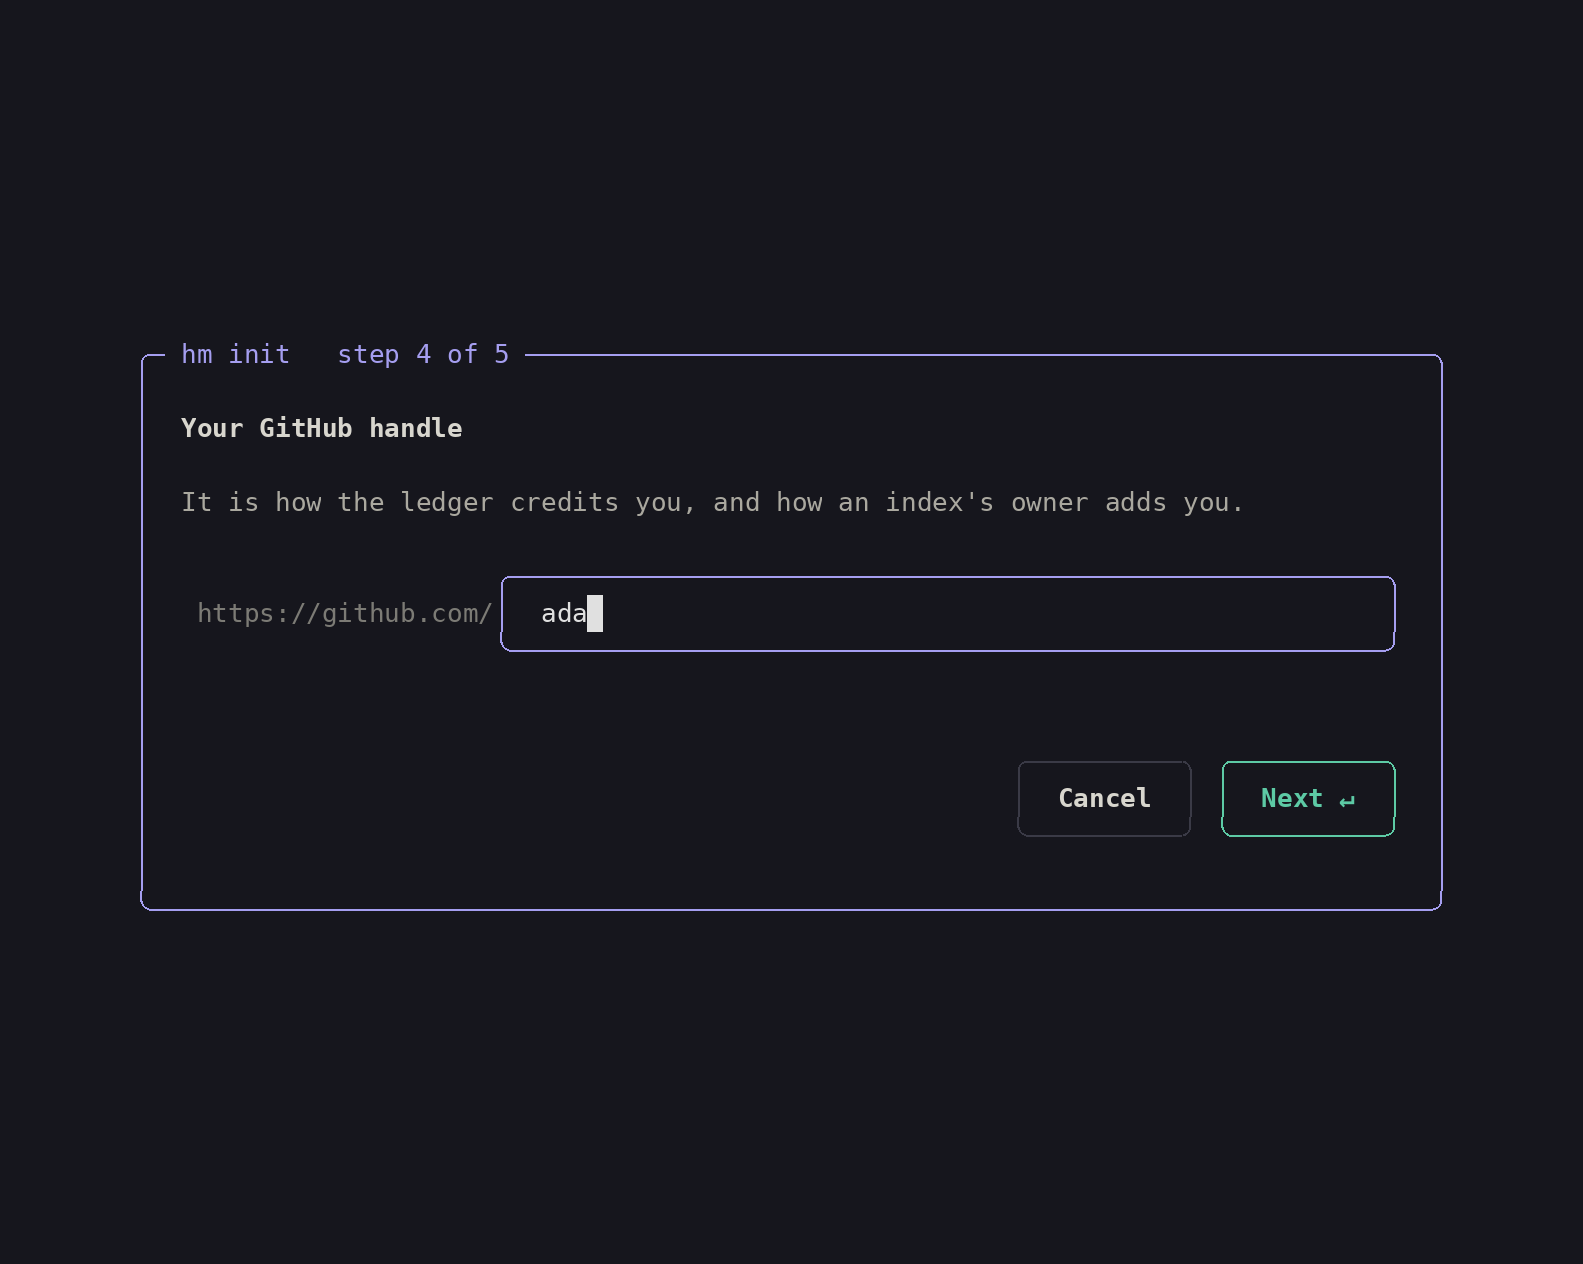 hm init   step 4 of 5
Your GitHub handle
It is how the ledger credits you, and how an index's owner adds you.
https://github.com/ ada
Cancel Next ↵